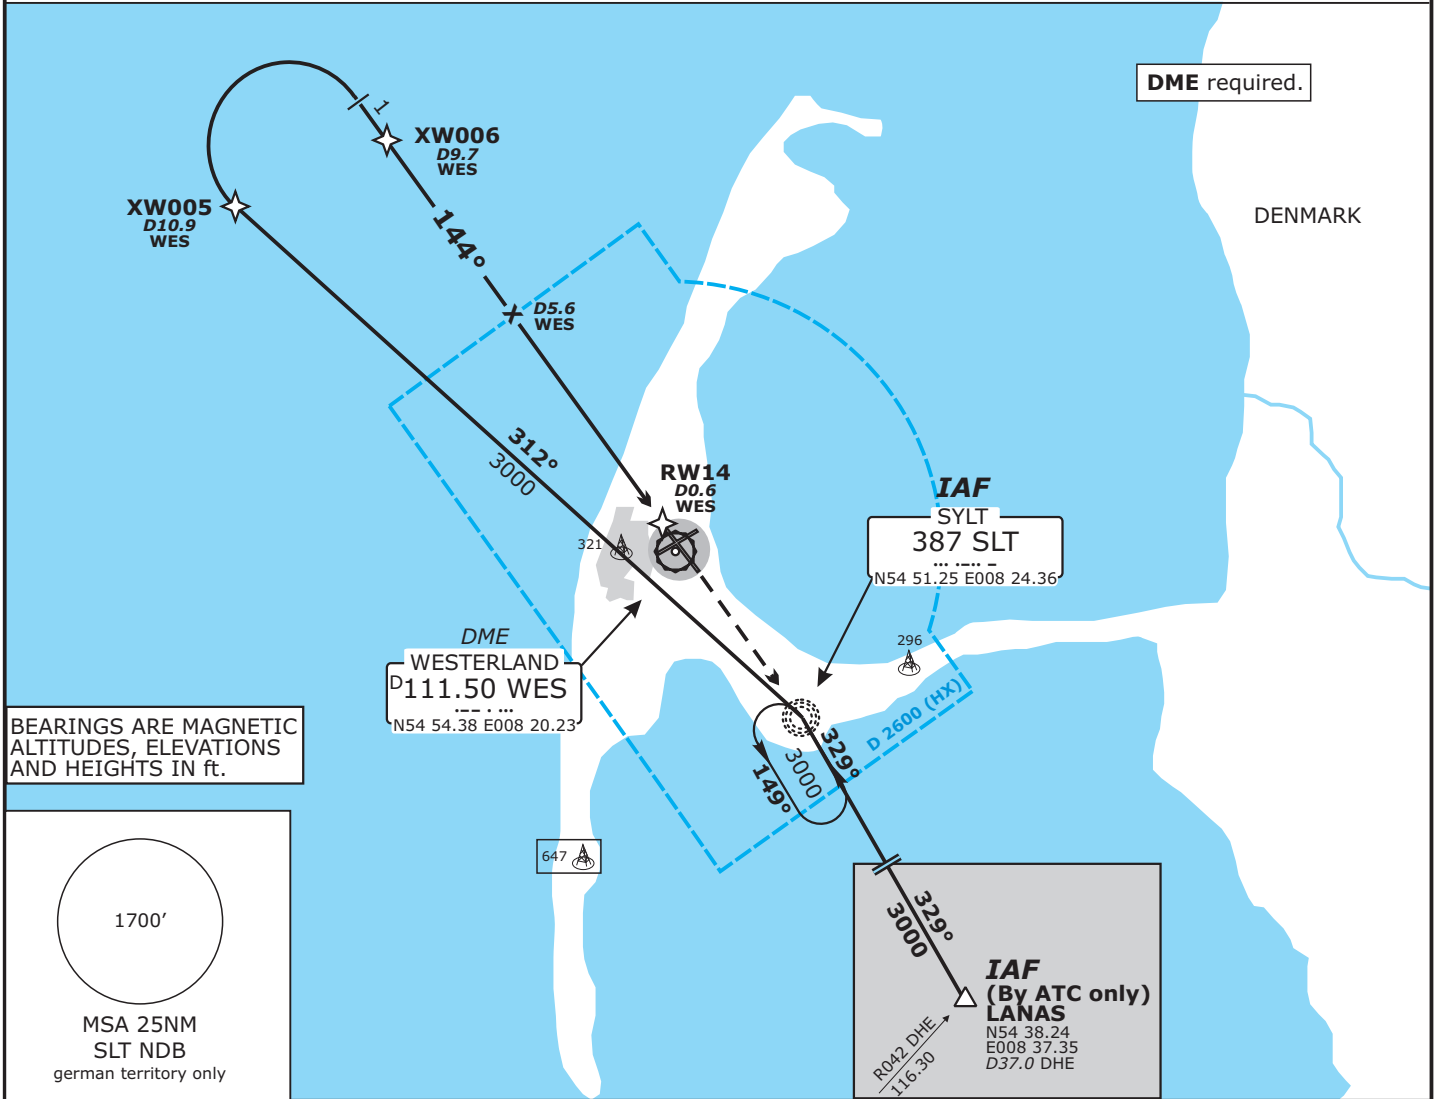 DME required.
1
XW006
D9.7
WES
XW005
D10.9
WES
DENMARK
144°
D5.6
WES
312°
3000
RW14
D0.6
WES
IAF
SYLT
387 SLT
N54 51.25 E008 24.36
321
296
DME
WESTERLAND
D111.50 WES
N54 54.38 E008 20.23
D 2600 (HX)
BEARINGS ARE MAGNETIC
ALTITUDES, ELEVATIONS
AND HEIGHTS IN ft.
329°
3000
149°
647
1700’
MSA 25NM
SLT NDB
german territory only
329°
3000
IAF
(By ATC only)
LANAS
N54 38.24
E008 37.35
D37.0 DHE
R042 DHE
116.30